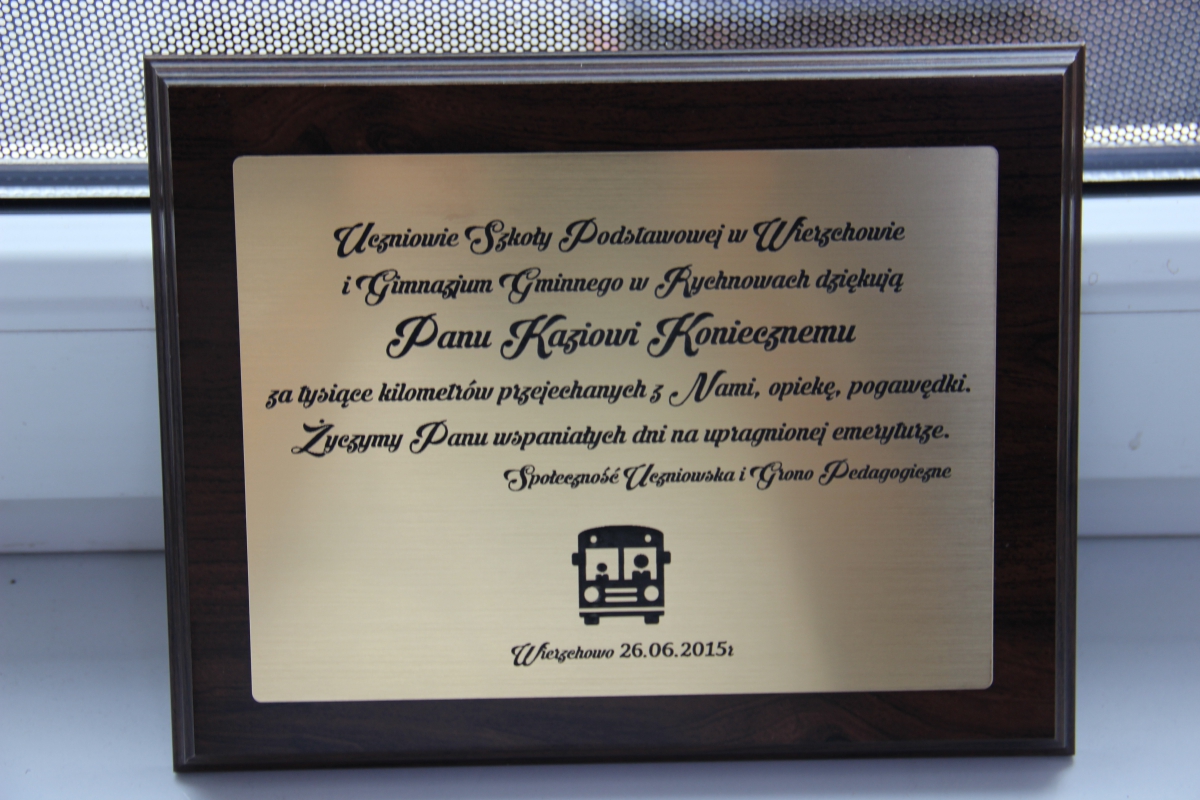 Uczniowie Szkoły Podstawowej w Wierzchowie
i Gimnazjum Gminnego w Rychnowach dziękują
Panu Kaziowi Koniecznemu
za tysiące kilometrów przejechanych z Nami, opiekę, pogawędki.
Życzymy Panu wspaniałych dni na upragnionej emeryturze.
Społeczność Uczniowska i Grono Pedagogiczne
Wierzchowo 26.06.2015r